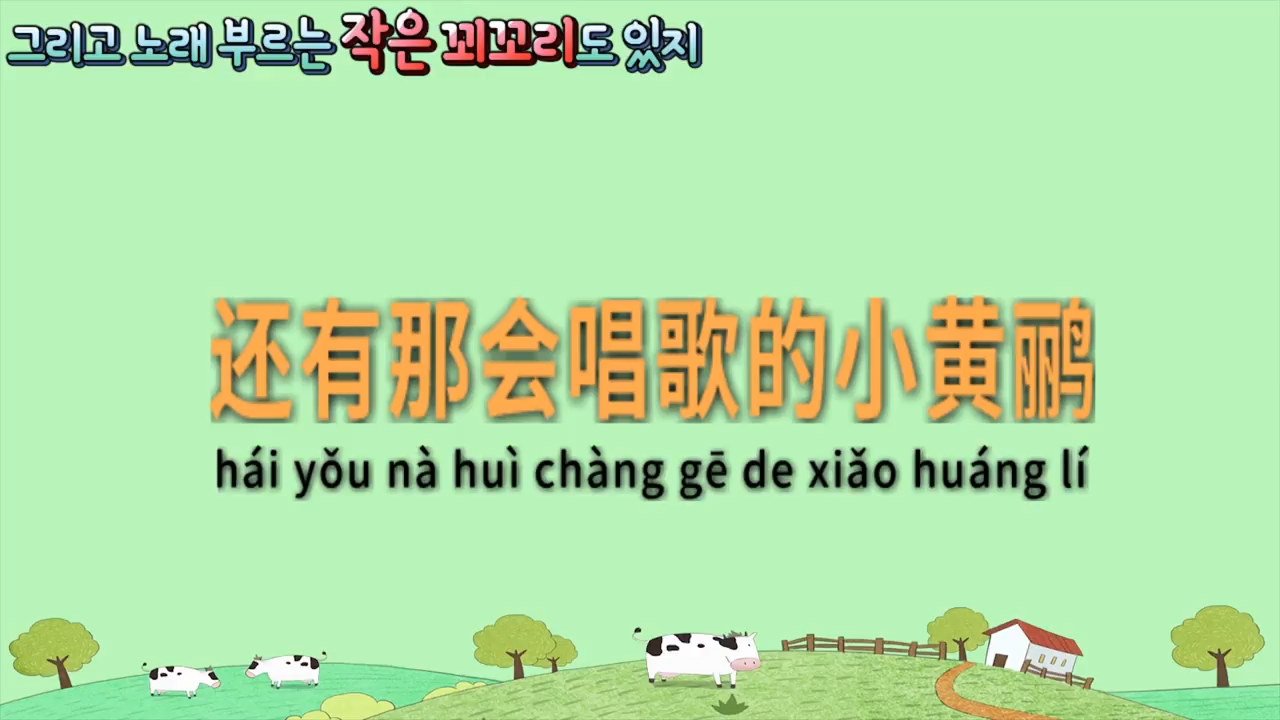 그리고 노래 부르는 작은 꾀꼬리도 있지
还有那会唱歌的小黄鹂
hái yǒu nà huì chàng gē de xiǎo huáng lí